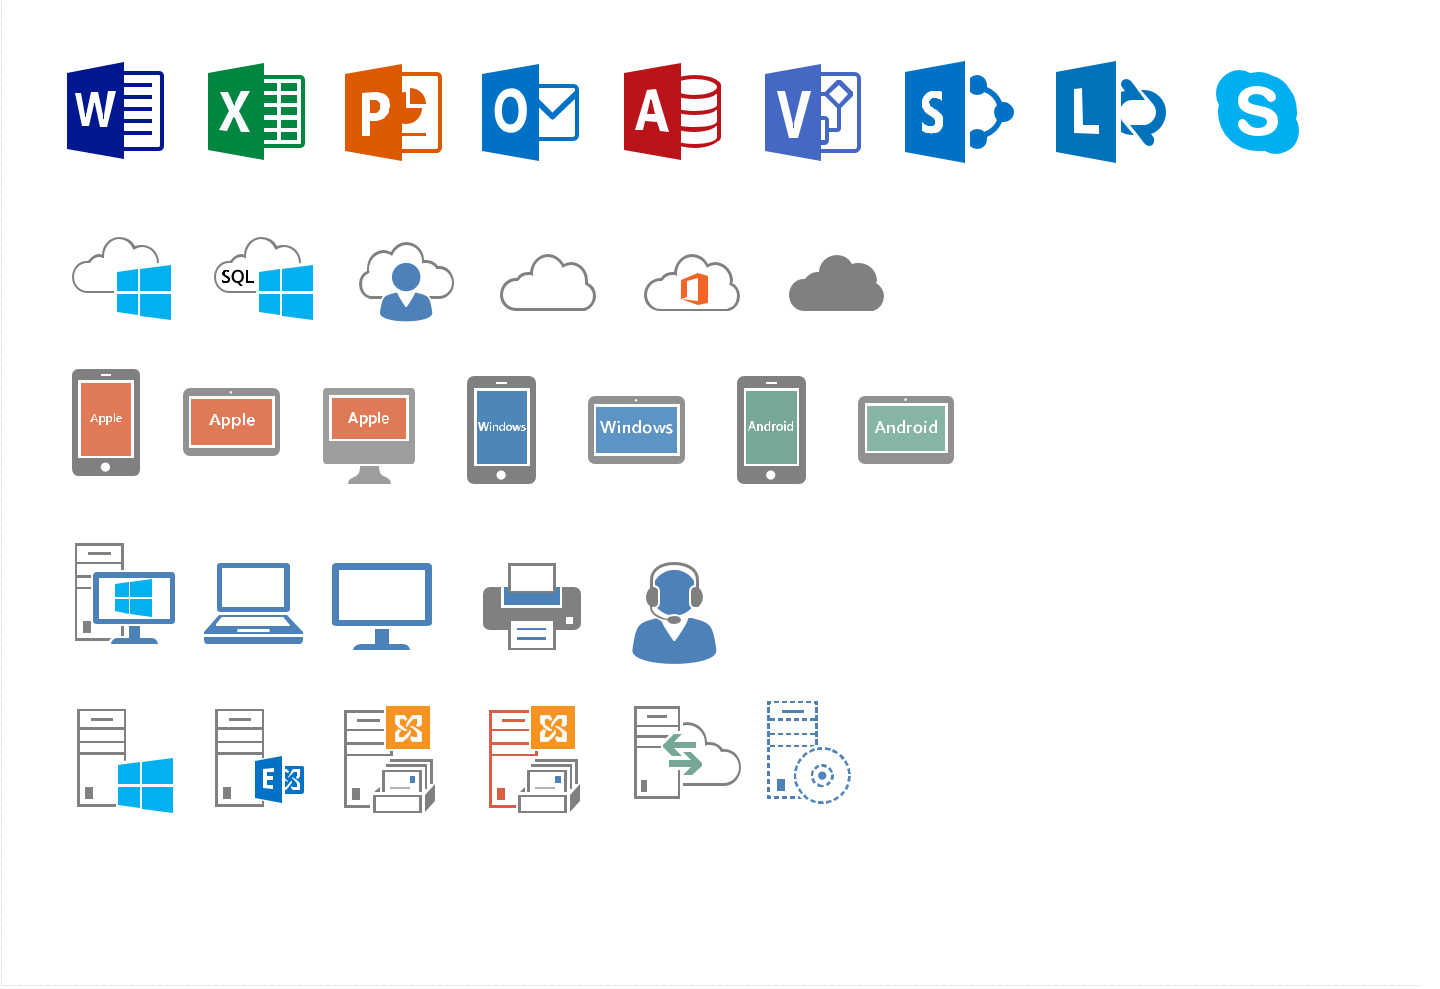 W X P O A V S L S
SQL
Apple Apple Apple Windows Windows Android Android
E